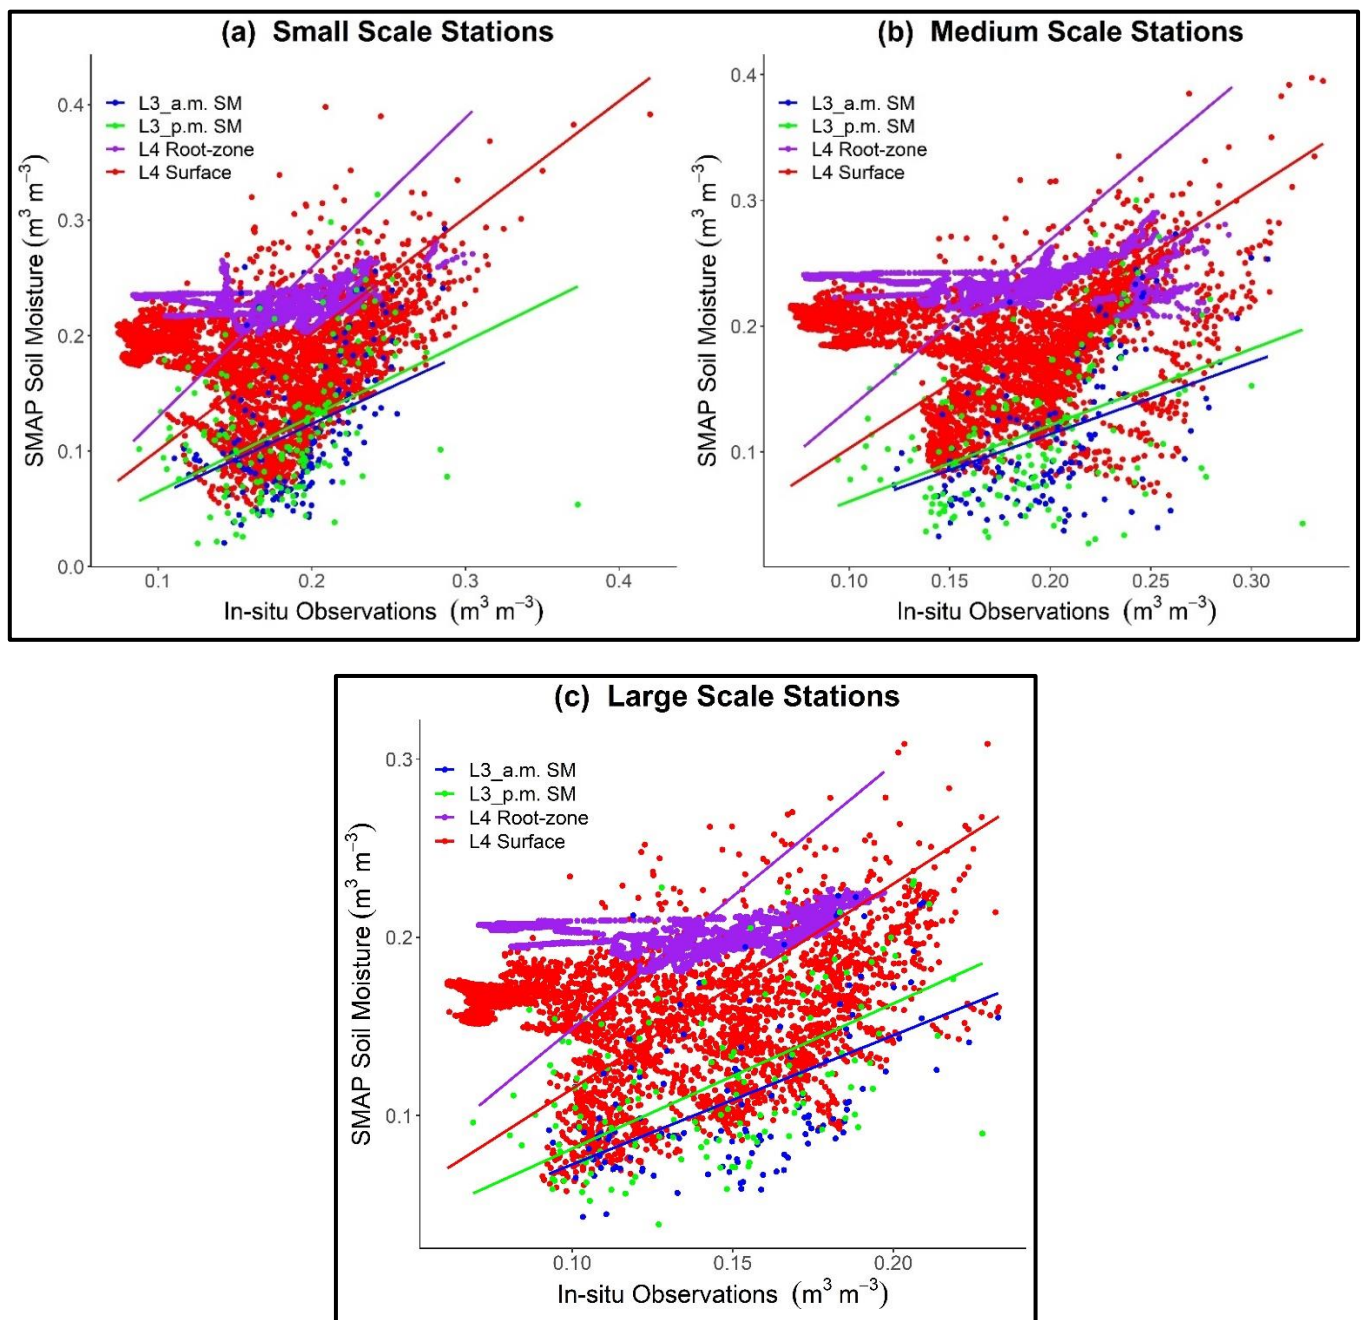 (a) Small Scale Stations
L3_a.m. SM
L3_p.m. SM
L4 Root-zone
L4 Surface
SMAP Soil Moisture (m³ m⁻³)
0.4
0.3
0.2
0.1
0.0
0.1 0.2 0.3 0.4
In-situ Observations (m³ m⁻³)
(b) Medium Scale Stations
L3_a.m. SM
L3_p.m. SM
L4 Root-zone
L4 Surface
SMAP Soil Moisture (m³ m⁻³)
0.4
0.3
0.2
0.1
0.10 0.15 0.20 0.25 0.30
In-situ Observations (m³ m⁻³)
(c) Large Scale Stations
L3_a.m. SM
L3_p.m. SM
L4 Root-zone
L4 Surface
SMAP Soil Moisture (m³ m⁻³)
0.3
0.2
0.1
0.10 0.15 0.20
In-situ Observations (m³ m⁻³)